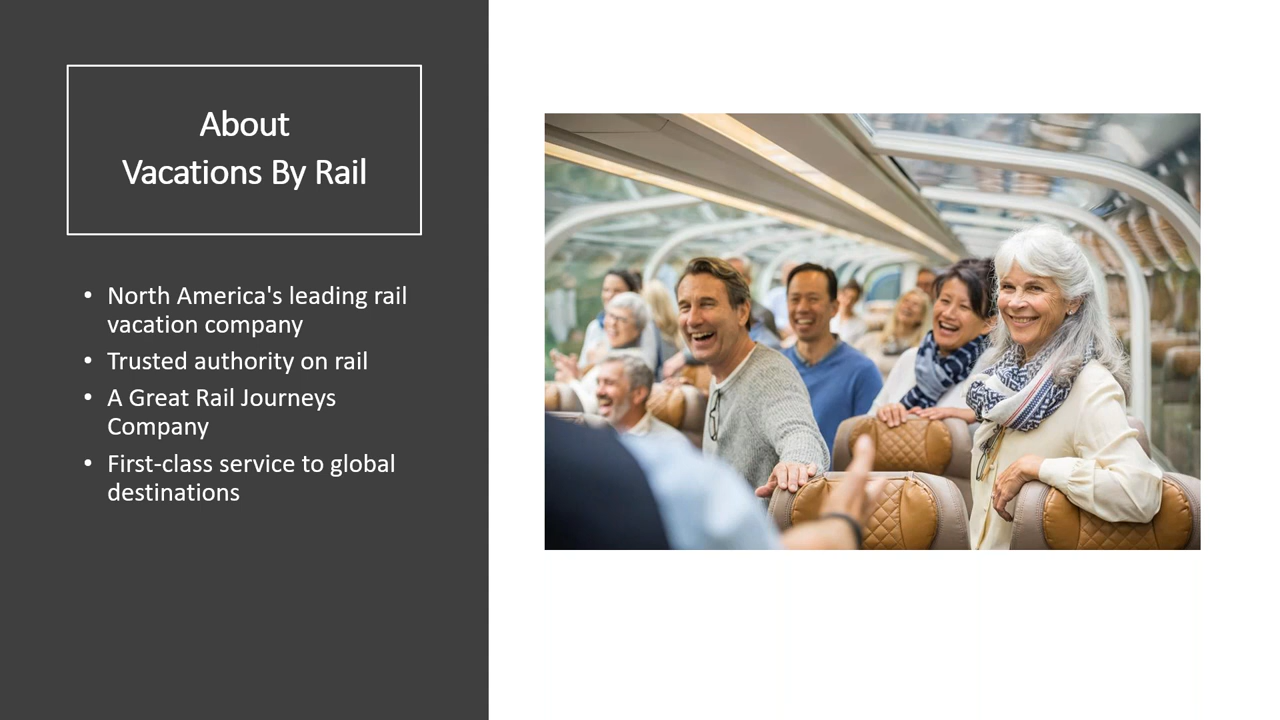 About
Vacations By Rail
• North America's leading rail
vacation company
• Trusted authority on rail
• A Great Rail Journeys
Company
• First-class service to global
destinations